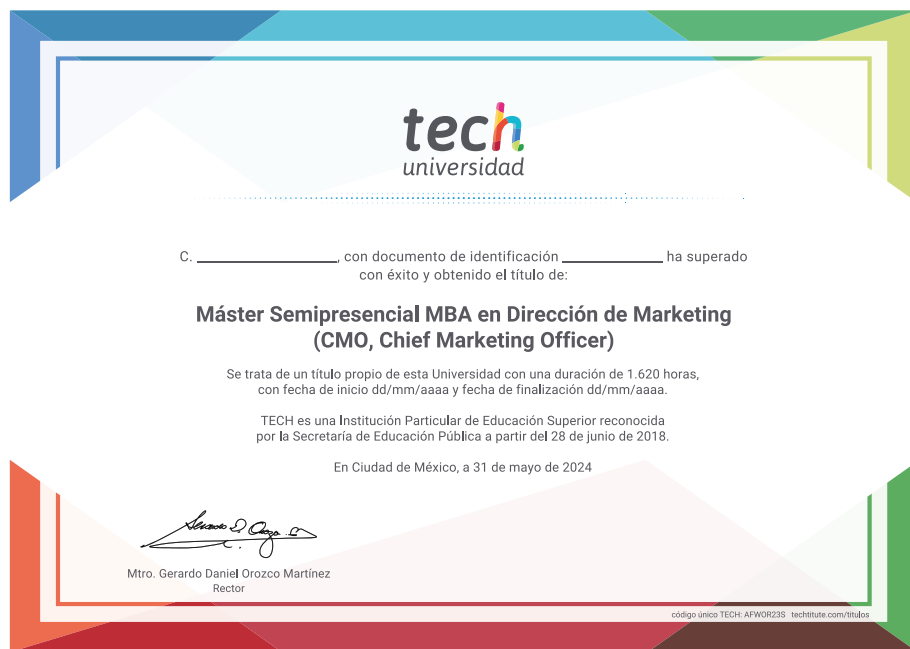 tech
universidad
C. ____________________, con documento de identificación ______________ ha superado
con éxito y obtenido el título de:
Máster Semipresencial MBA en Dirección de Marketing
(CMO, Chief Marketing Officer)
Se trata de un título propio de esta Universidad con una duración de 1.620 horas,
con fecha de inicio dd/mm/aaaa y fecha de finalización dd/mm/aaaa.
TECH es una Institución Particular de Educación Superior reconocida
por la Secretaría de Educación Pública a partir del 28 de junio de 2018.
En Ciudad de México, a 31 de mayo de 2024
Mtro. Gerardo Daniel Orozco Martínez
Rector
código único TECH: AFWOR23S techtitute.com/titulos